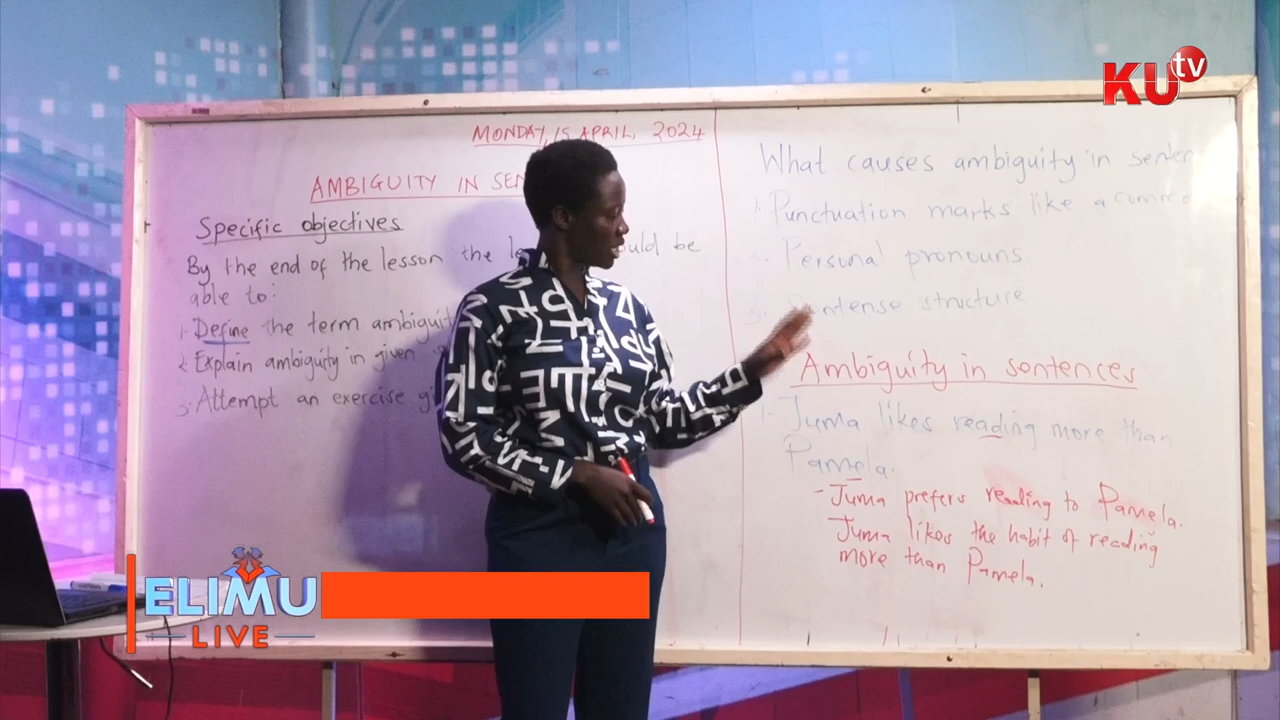 KU tv
MONDAY, 15 APRIL, 2024
AMBIGUITY IN SEN
Specific objectives
By the end of the lesson the le ould be
able to:
1. Define the term ambiguit
2. Explain ambiguity in given
3. Attempt an exercise gi
What causes ambiguity in senten
1. Punctuation marks like a comma
2. Personal pronouns.
3. Sentense structure
Ambiguity in sentences
1- Juma likes reading more than
Pamela.
- Juma prefers reading to Pamela.
Juma likes the habit of reading
more than Pamela.
ELIMU
LIVE